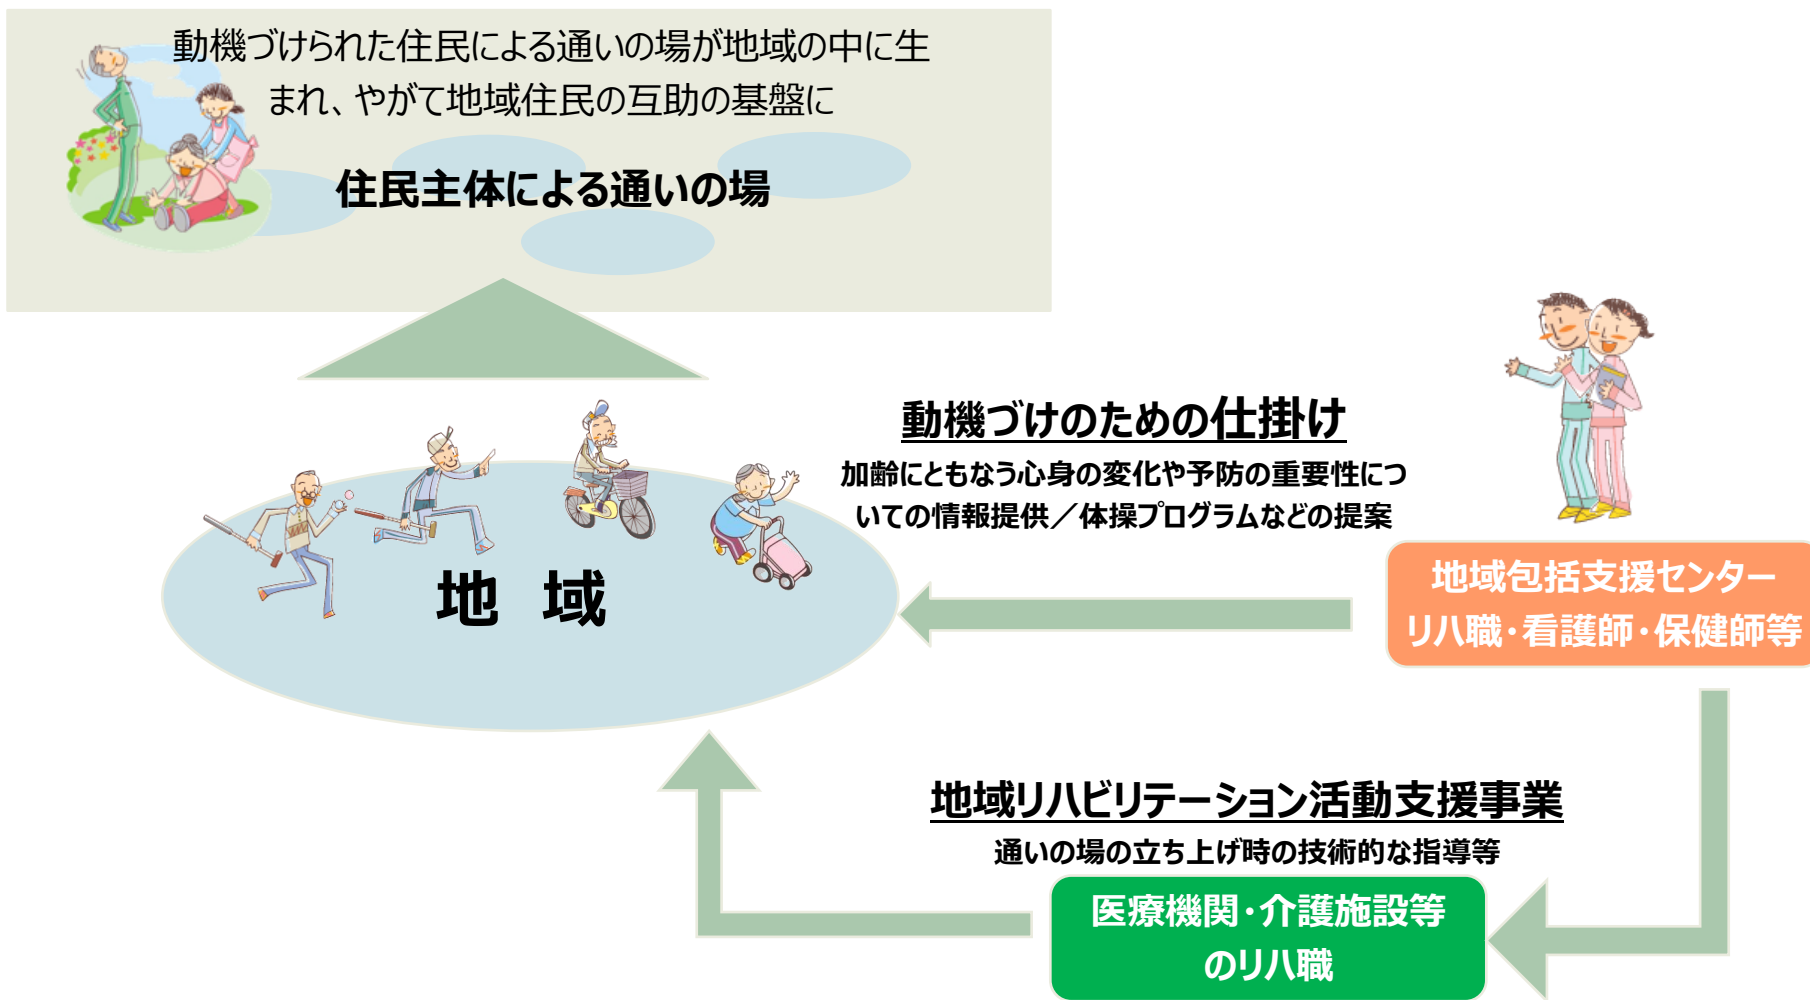 動機づけられた住民による通いの場が地域の中に生
まれ、やがて地域住民の互助の基盤に
住民主体による通いの場
動機づけのための仕掛け
加齢にともなう心身の変化や予防の重要性につ
いての情報提供／体操プログラムなどの提案
地域包括支援センター
リハ職・看護師・保健師等
地 域
地域リハビリテーション活動支援事業
通いの場の立ち上げ時の技術的な指導等
医療機関・介護施設等
のリハ職